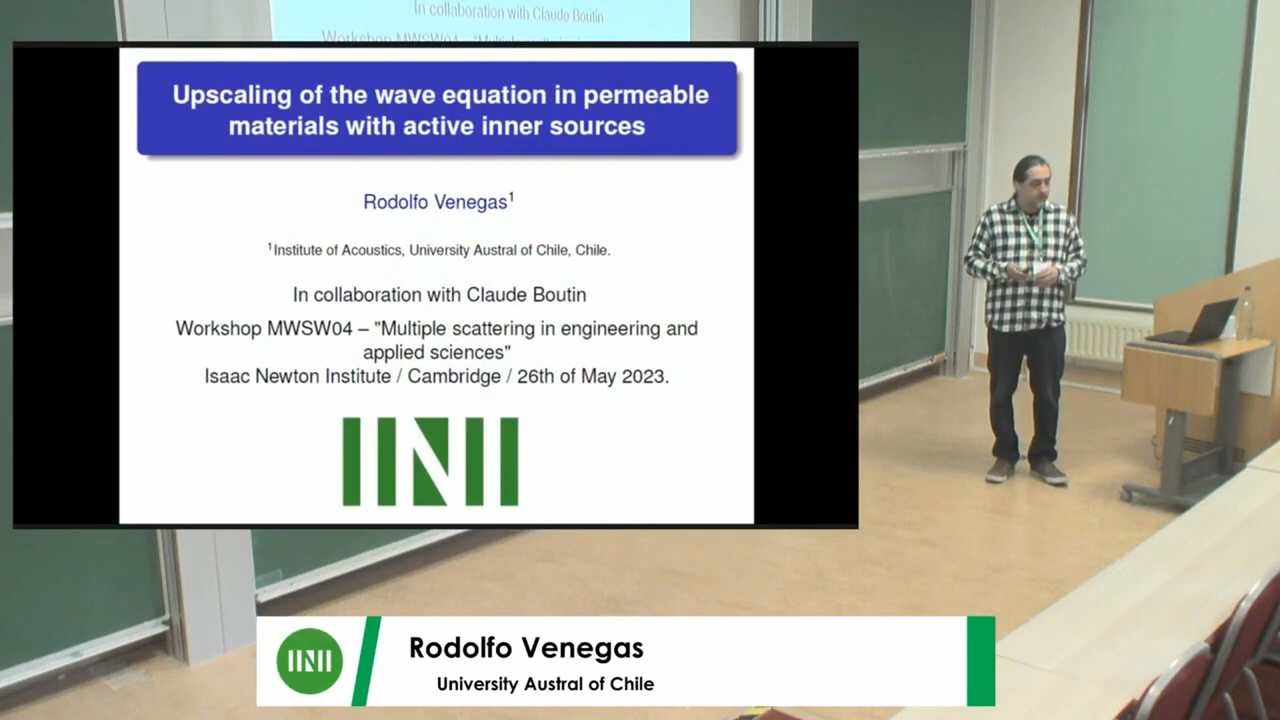 In collaboration with Claude Boutin
Workshop MWSW04 – "Multiple
Upscaling of the wave equation in permeable
materials with active inner sources
Rodolfo Venegas¹
¹Institute of Acoustics, University Austral of Chile, Chile.
In collaboration with Claude Boutin
Workshop MWSW04 – "Multiple scattering in engineering and
applied sciences"
Isaac Newton Institute / Cambridge / 26th of May 2023.
INI
INI
Rodolfo Venegas
University Austral of Chile